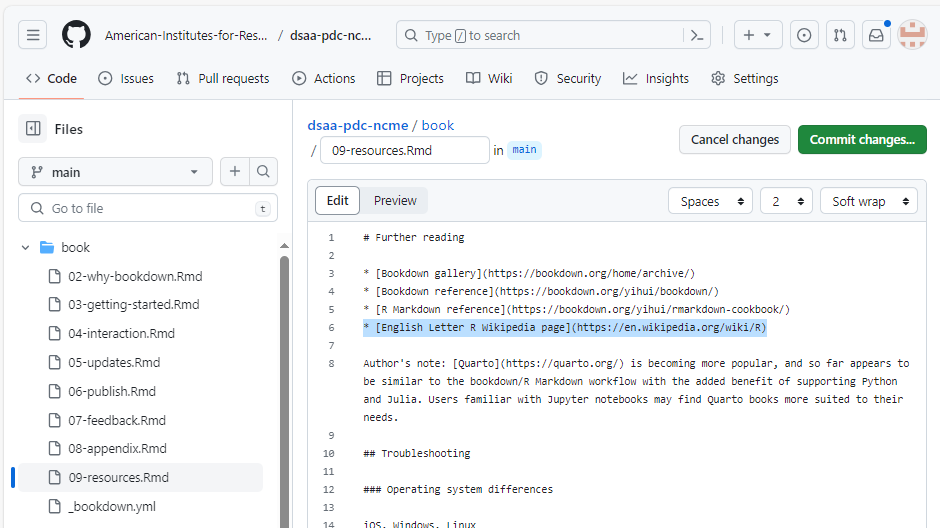 American-Institutes-for-Res... / dsaa-pdc-nc...
Type / to search
Code Issues Pull requests Actions Projects Wiki Security Insights Settings
Files
main
Go to file
t
book
02-why-bookdown.Rmd
03-getting-started.Rmd
04-interaction.Rmd
05-updates.Rmd
06-publish.Rmd
07-feedback.Rmd
08-appendix.Rmd
09-resources.Rmd
_bookdown.yml
dsaa-pdc-ncme / book
/ 09-resources.Rmd in main
Cancel changes
Commit changes...
Edit Preview
Spaces 2 Soft wrap
1 # Further reading
2
3 * [Bookdown gallery](https://bookdown.org/home/archive/)
4 * [Bookdown reference](https://bookdown.org/yihui/bookdown/)
5 * [R Markdown reference](https://bookdown.org/yihui/rmarkdown-cookbook/)
6 * [English Letter R Wikipedia page](https://en.wikipedia.org/wiki/R)
7
8 Author's note: [Quarto](https://quarto.org/) is becoming more popular, and so far appears to
be similar to the bookdown/R Markdown workflow with the added benefit of supporting Python
and Julia. Users familiar with Jupyter notebooks may find Quarto books more suited to their
needs.
9
10 ## Troubleshooting
11
12 ### Operating system differences
13
14 iOS, Windows, Linux